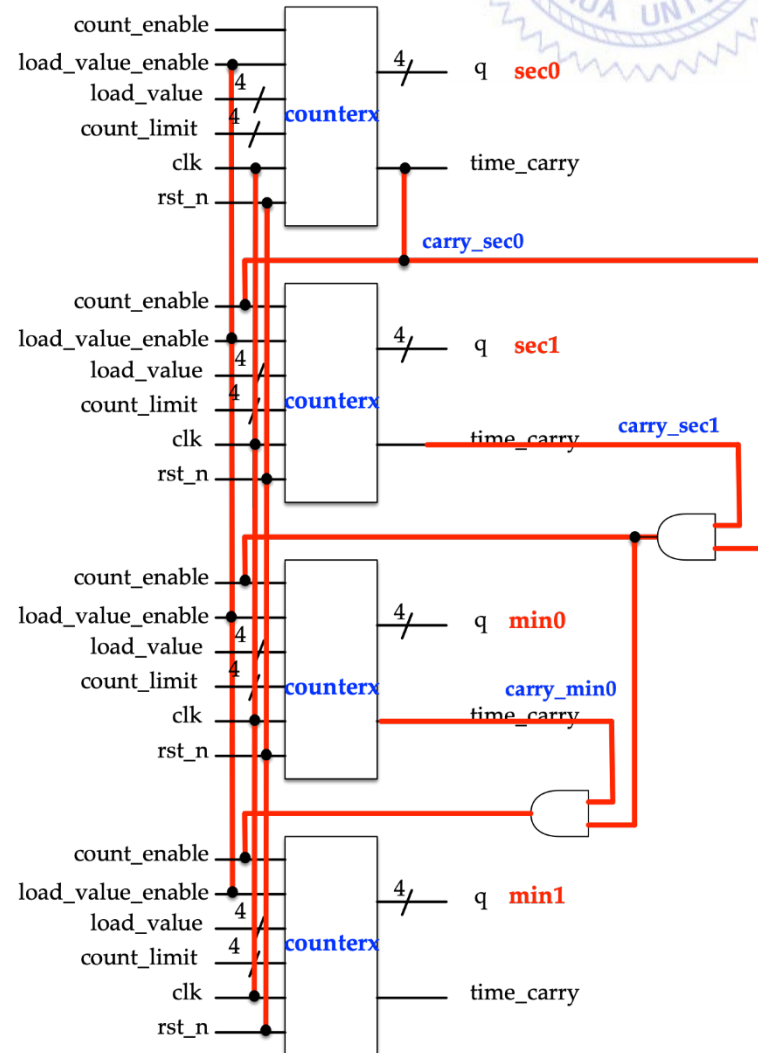 UA UNI
count_enable
load_value_enable
load_value 4
count_limit 4
clk
rst_n
counterx
4 q sec0
time_carry
carry_sec0
count_enable
load_value_enable
load_value 4
count_limit 4
clk
rst_n
counterx
4 q sec1
time_carry
carry_sec1
count_enable
load_value_enable
load_value 4
count_limit 4
clk
rst_n
counterx
4 q min0
carry_min0
time_carry
count_enable
load_value_enable
load_value 4
count_limit 4
clk
rst_n
counterx
4 q min1
time_carry